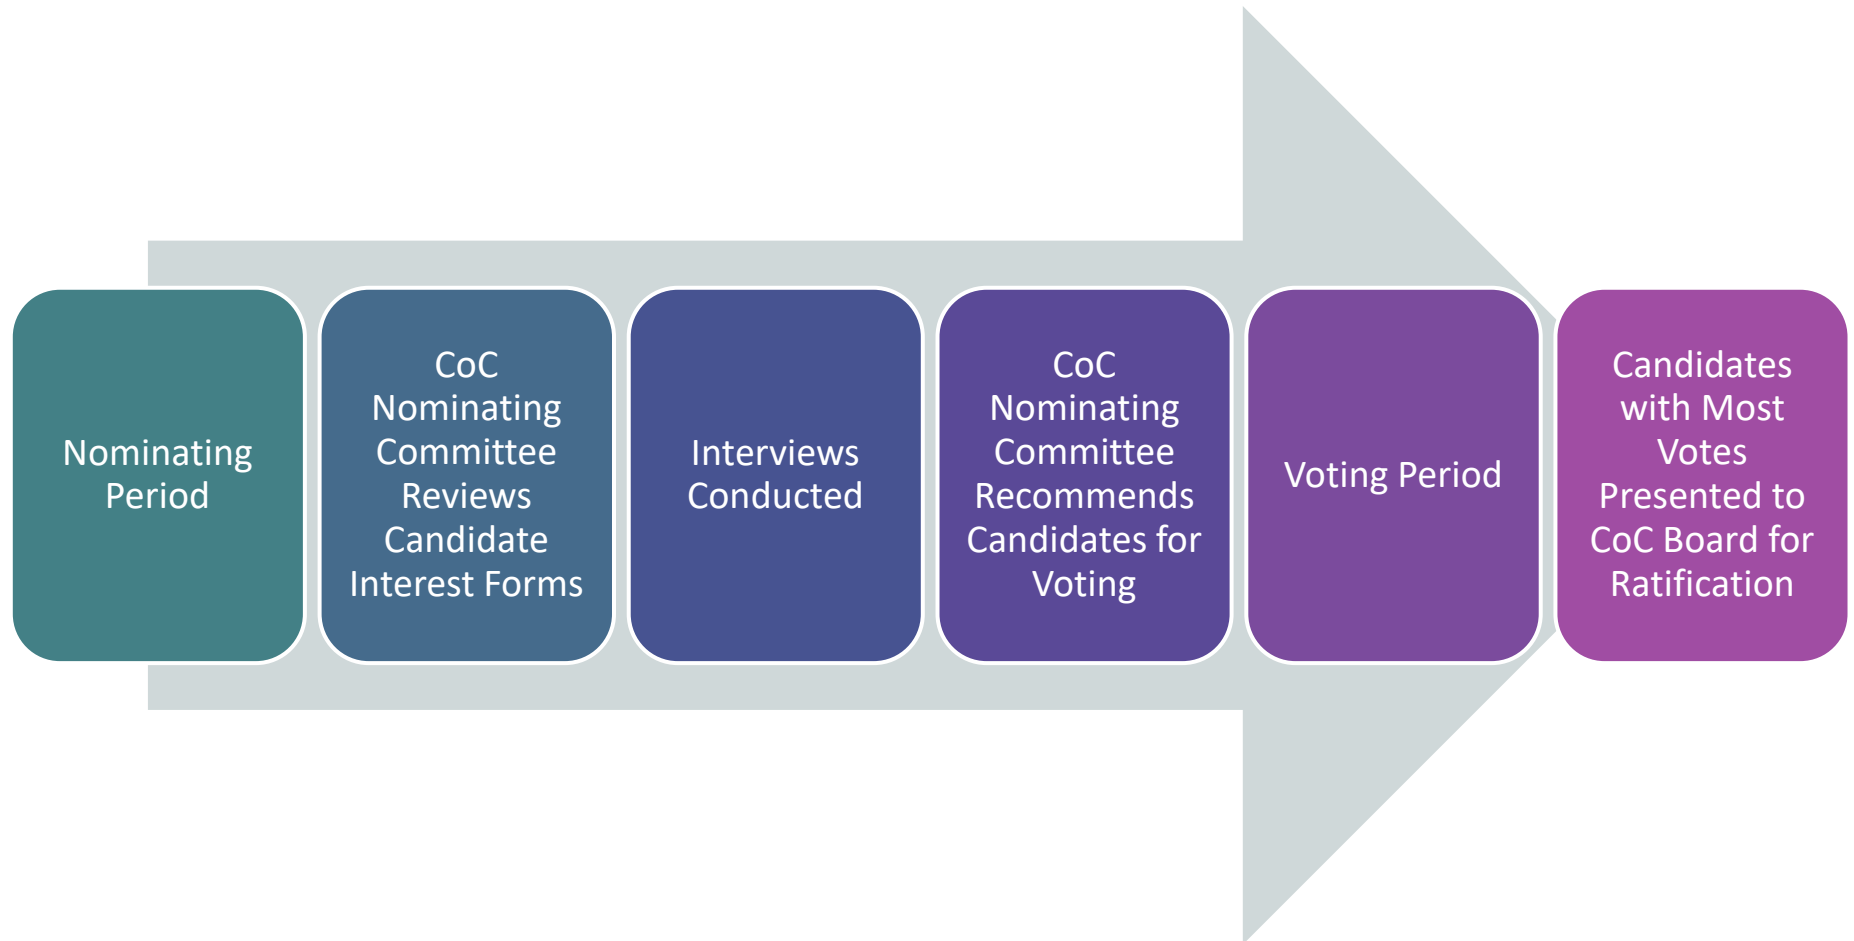 Nominating
Period
CoC
Nominating
Committee
Reviews
Candidate
Interest Forms
Interviews
Conducted
CoC
Nominating
Committee
Recommends
Candidates for
Voting
Voting Period
Candidates
with Most
Votes
Presented to
CoC Board for
Ratification